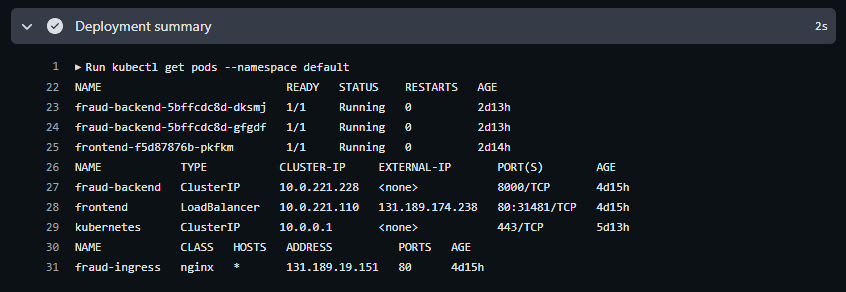 Deployment summary 2s
1 Run kubectl get pods --namespace default
22 NAME READY STATUS RESTARTS AGE
23 fraud-backend-5bffcdc8d-dksmj 1/1 Running 0 2d13h
24 fraud-backend-5bffcdc8d-gfgdf 1/1 Running 0 2d13h
25 frontend-f5d87876b-pkfkm 1/1 Running 0 2d14h
26 NAME TYPE CLUSTER-IP EXTERNAL-IP PORT(S) AGE
27 fraud-backend ClusterIP 10.0.221.228 <none> 8000/TCP 4d15h
28 frontend LoadBalancer 10.0.221.110 131.189.174.238 80:31481/TCP 4d15h
29 kubernetes ClusterIP 10.0.0.1 <none> 443/TCP 5d13h
30 NAME CLASS HOSTS ADDRESS PORTS AGE
31 fraud-ingress nginx * 131.189.19.151 80 4d15h